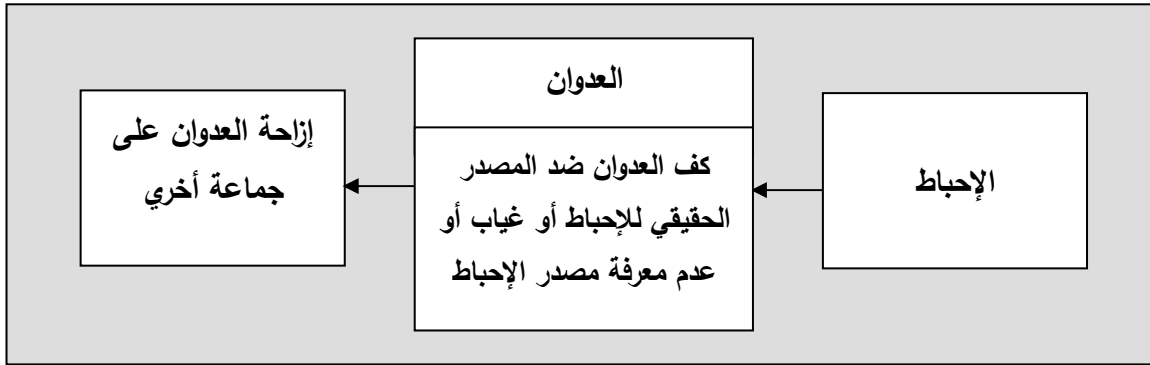 الإحباط
العدوان
كف العدوان ضد المصدر
الحقيقي للإحباط أو غياب أو
عدم معرفة مصدر الإحباط
إزاحة العدوان على
جماعة أخري